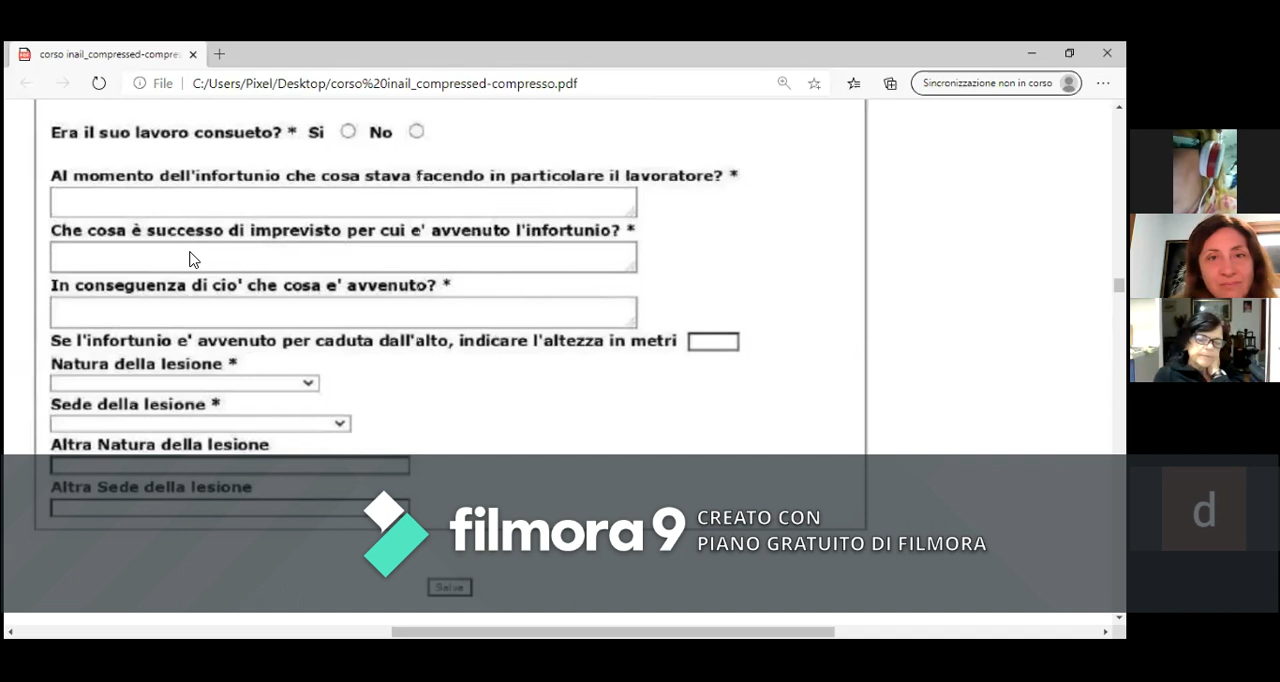 corso inail_compressed-compre:
File | C:/Users/Pixel/Desktop/corso%20inail_compressed-compresso.pdf
Sincronizzazione non in corso
Era il suo lavoro consueto? * Si No
Al momento dell'infortunio che cosa stava facendo in particolare il lavoratore? *
Che cosa è successo di imprevisto per cui e' avvenuto l'infortunio? *
In conseguenza di cio' che cosa e' avvenuto? *
Se l'infortunio e' avvenuto per caduta dall'alto, indicare l'altezza in metri
Natura della lesione *
Sede della lesione *
Altra Natura della lesione
Altra Sede della lesione
filmora 9
CREATO CON
PIANO GRATUITO DI FILMORA
Salva
d